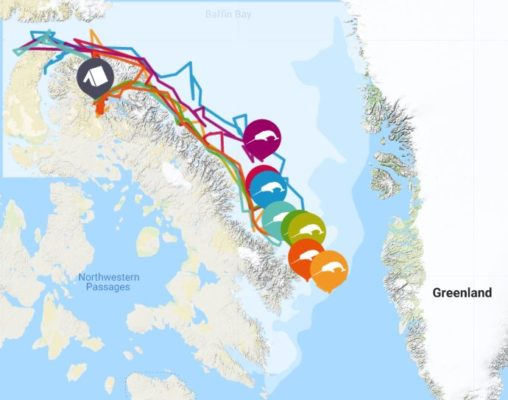 Baffin Bay
Northwestern
Passages
Greenland